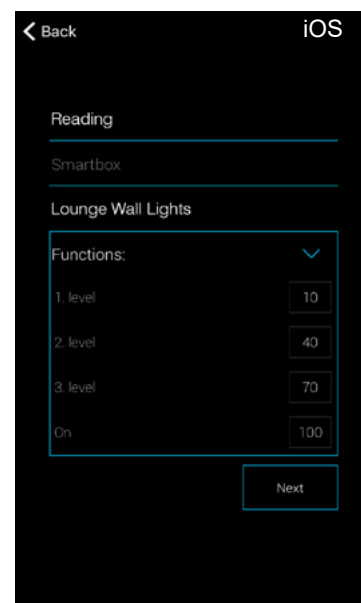 Back iOS
Reading
Smartbox
Lounge Wall Lights
Functions:
1. level 10
2. level 40
3. level 70
On 100
Next